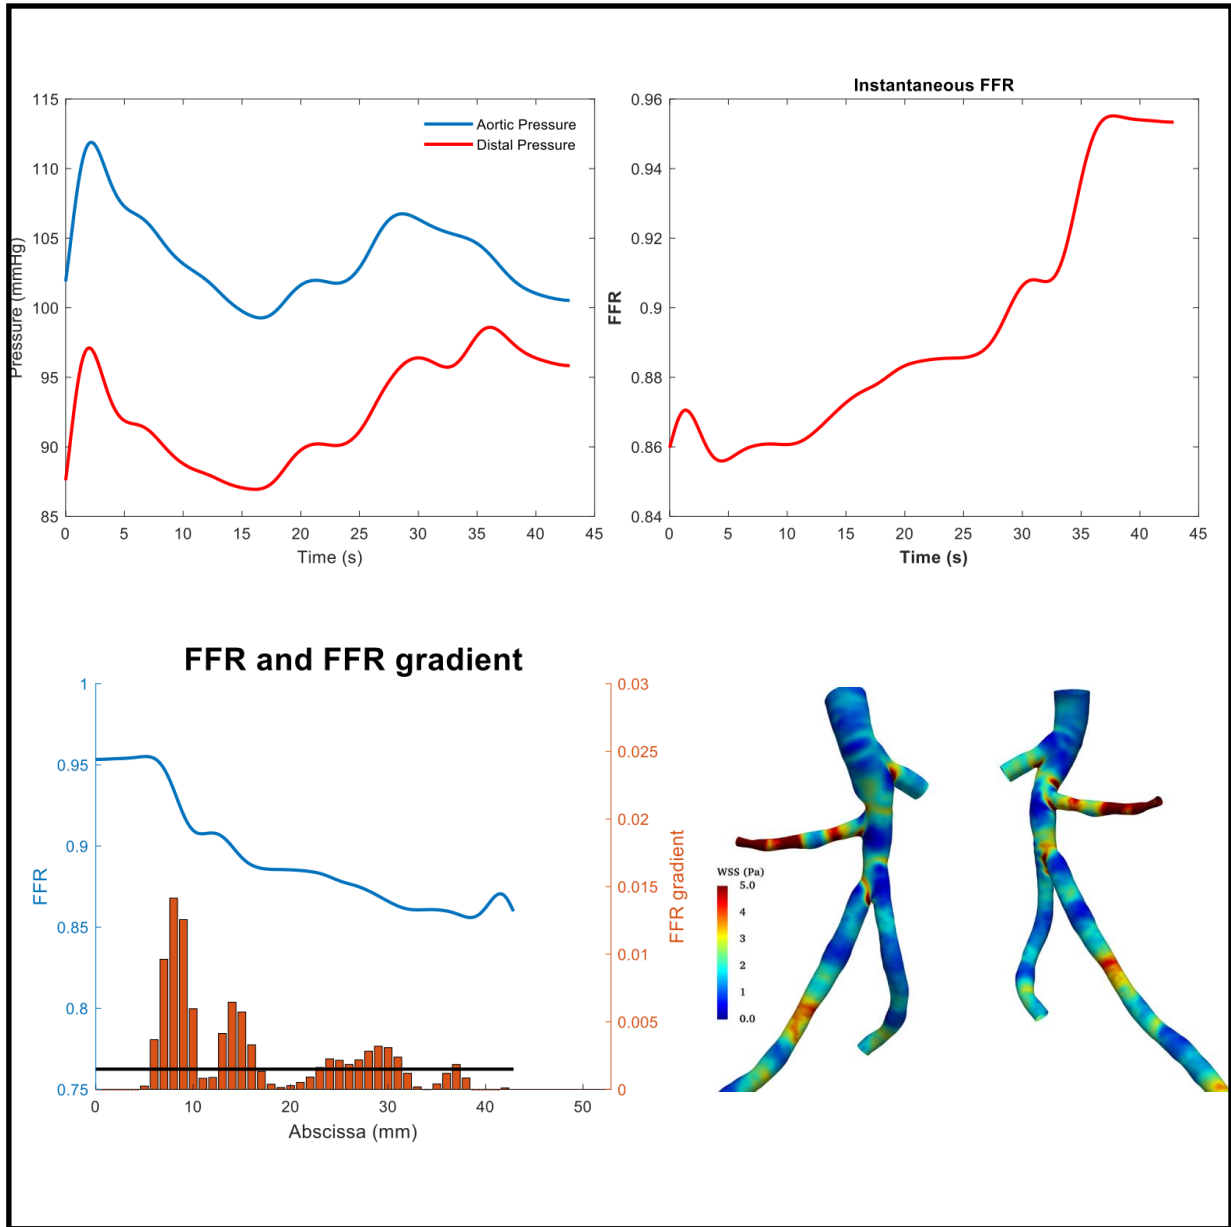 115
110
105
100
95
90
85
Pressure (mmHg)
Aortic Pressure
Distal Pressure
0 5 10 15 20 25 30 35 40 45
Time (s)
Instantaneous FFR
0.96
0.94
0.92
0.9
0.88
0.86
0.84
FFR
0 5 10 15 20 25 30 35 40 45
Time (s)
FFR and FFR gradient
1
0.95
0.9
0.85
0.8
0.75
FFR
0.03
0.025
0.02
0.015
0.01
0.005
0
FFR gradient
0 10 20 30 40 50
Abscissa (mm)
WSS (Pa)
5.0
4
3
2
1
0.0